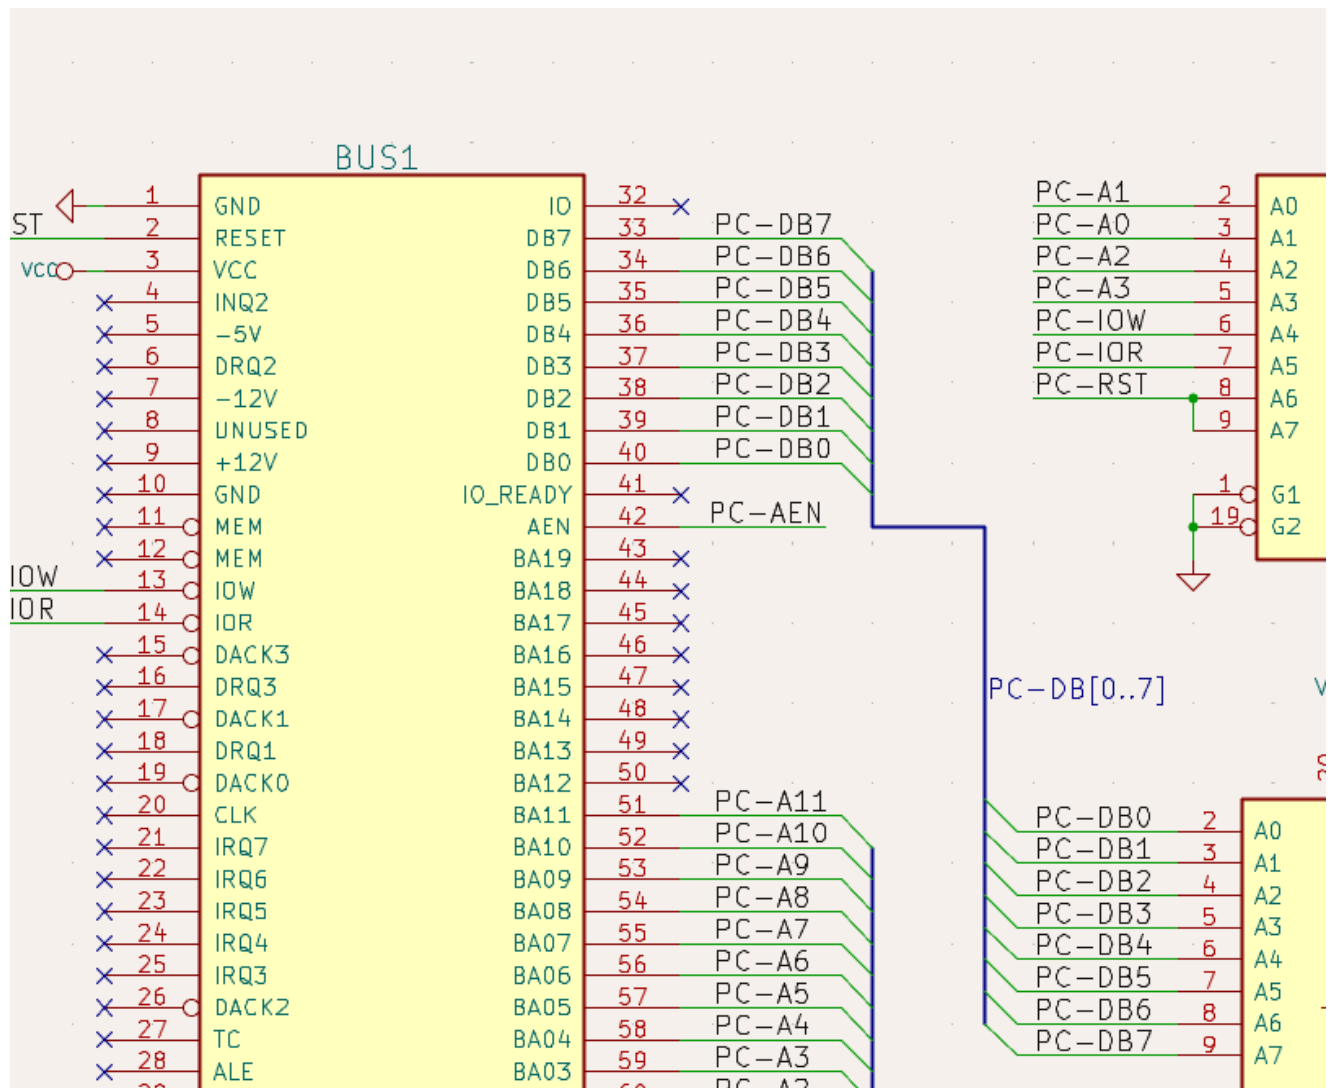 BUS1
ST
VCC
IOW
IOR
1 GND
2 RESET
3 VCC
4 INQ2
5 -5V
6 DRQ2
7 -12V
8 UNUSED
9 +12V
10 GND
11 MEM
12 MEM
13 IOW
14 IOR
15 DACK3
16 DRQ3
17 DACK1
18 DRQ1
19 DACK0
20 CLK
21 IRQ7
22 IRQ6
23 IRQ5
24 IRQ4
25 IRQ3
26 DACK2
27 TC
28 ALE
IO 32
DB7 33 PC-DB7
DB6 34 PC-DB6
DB5 35 PC-DB5
DB4 36 PC-DB4
DB3 37 PC-DB3
DB2 38 PC-DB2
DB1 39 PC-DB1
DB0 40 PC-DB0
IO_READY 41
AEN 42 PC-AEN
BA19 43
BA18 44
BA17 45
BA16 46
BA15 47
BA14 48
BA13 49
BA12 50
BA11 51 PC-A11
BA10 52 PC-A10
BA09 53 PC-A9
BA08 54 PC-A8
BA07 55 PC-A7
BA06 56 PC-A6
BA05 57 PC-A5
BA04 58 PC-A4
BA03 59 PC-A3
PC-DB[0..7]
PC-A1 2 A0
PC-A0 3 A1
PC-A2 4 A2
PC-A3 5 A3
PC-IOW 6 A4
PC-IOR 7 A5
PC-RST 8 A6
9 A7
1 G1
19 G2
PC-DB0 2 A0
PC-DB1 3 A1
PC-DB2 4 A2
PC-DB3 5 A3
PC-DB4 6 A4
PC-DB5 7 A5
PC-DB6 8 A6
PC-DB7 9 A7